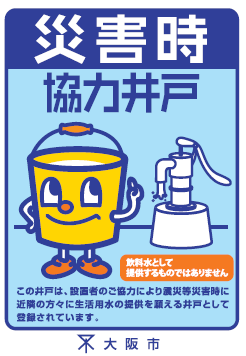 災害時
協力井戸
飲料水として
提供するものではありません
この井戸は、設置者のご協力により震災等災害時に
近隣の方々に生活用水の提供を願える井戸として
登録されています。
大阪市